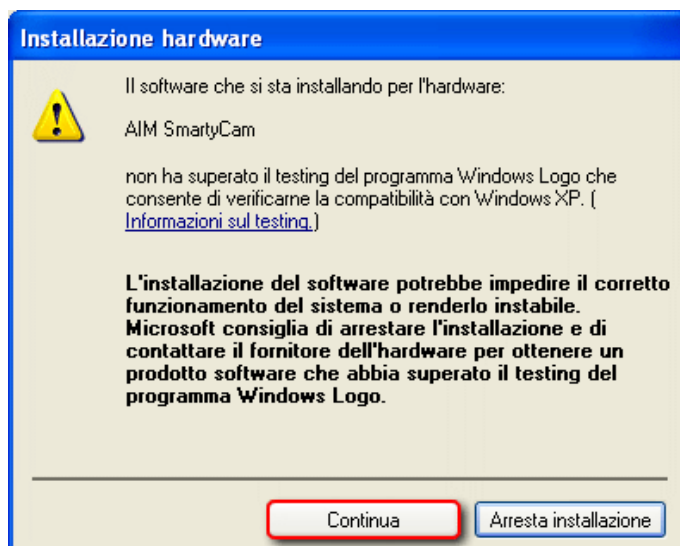 Installazione hardware
Il software che si sta installando per l'hardware:
AIM SmartyCam
non ha superato il testing del programma Windows Logo che
consente di verificarne la compatibilità con Windows XP. (
Informazioni sul testing.)
L'installazione del software potrebbe impedire il corretto
funzionamento del sistema o renderlo instabile.
Microsoft consiglia di arrestare l'installazione e di
contattare il fornitore dell'hardware per ottenere un
prodotto software che abbia superato il testing del
programma Windows Logo.
Continua
Arresta installazione